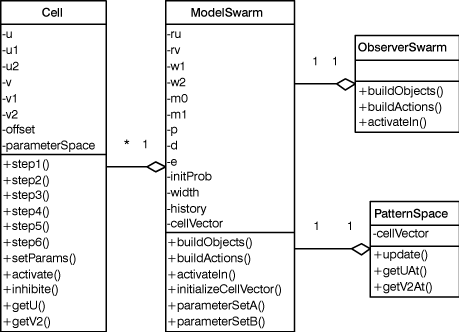 Cell
-u
-u1
-u2
-v
-v1
-v2
-offset
-parameterSpace
+step1()
+step2()
+step3()
+step4()
+step5()
+step6()
+setParams()
+activate()
+inhibite()
+getU()
+getV2()
* 1
ModelSwarm
-ru
-rv
-w1
-w2
-m0
-m1
-p
-d
-e
-initProb
-width
-history
-cellVector
+buildObjects()
+buildActions()
+activateIn()
+initializeCellVector()
+parameterSetA()
+parameterSetB()
1 1
ObserverSwarm
+buildObjects()
+buildActions()
+activateIn()
1 1
PatternSpace
-cellVector
+update()
+getUAt()
+getV2At()